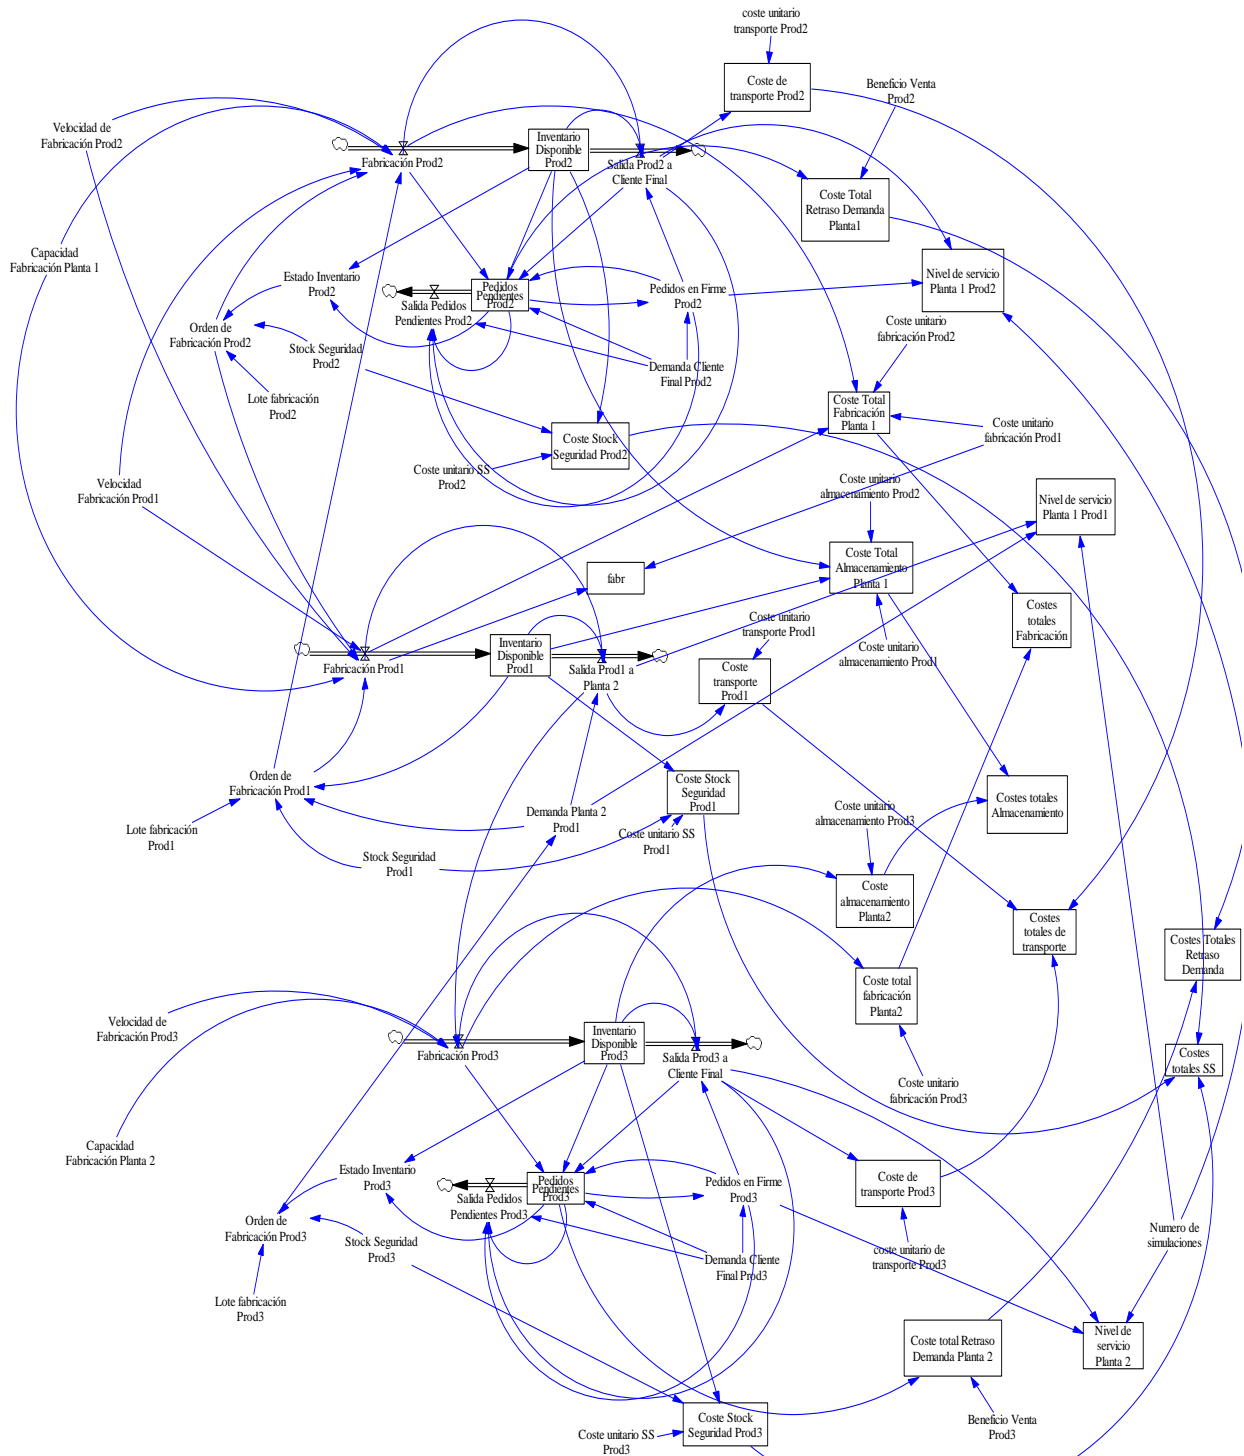 coste unitario
transporte Prod2
Coste de
transporte Prod2
Beneficio Venta
Prod2
Velocidad de
Fabricación Prod2
Fabricación Prod2
Inventario
Disponible
Prod2
Salida Prod2 a
Cliente Final
Coste Total
Retraso Demanda
Planta1
Capacidad
Fabricación Planta 1
Estado Inventario
Prod2
Pedidos
Pendientes
Prod2
Salida Pedidos
Pendientes Prod2
Pedidos en Firme
Prod2
Nivel de servicio
Planta 1 Prod2
Orden de
Fabricación Prod2
Stock Seguridad
Prod2
Demanda Cliente
Final Prod2
Coste unitario
fabricación Prod2
Lote fabricación
Prod2
Coste Total
Fabricación
Planta 1
Coste unitario
fabricación Prod1
Coste Stock
Seguridad Prod2
Coste unitario SS
Prod2
Velocidad
Fabricación Prod1
Coste unitario
almacenamiento Prod2
Nivel de servicio
Planta 1 Prod1
Coste Total
Almacenamiento
Planta 1
fabr
Costes
totales
Fabricación
Coste unitario
transporte Prod1
Coste unitario
almacenamiento Prod1
Fabricación Prod1
Inventario
Disponible
Prod1
Salida Prod1 a
Planta 2
Coste
transporte
Prod1
Orden de
Fabricación Prod1
Coste Stock
Seguridad
Prod1
Costes totales
Almacenamiento
Lote fabricación
Prod1
Demanda Planta 2
Prod1
Coste unitario SS
Prod1
Coste unitario
almacenamiento Prod3
Stock Seguridad
Prod1
Coste
almacenamiento
Planta2
Costes
totales de
transporte
Costes Totales
Retraso
Demanda
Coste total
fabricación
Planta2
Velocidad de
Fabricación Prod3
Fabricación Prod3
Inventario
Disponible
Prod3
Salida Prod3 a
Cliente Final
Costes
totales SS
Coste unitario
fabricación Prod3
Capacidad
Fabricación Planta 2
Estado Inventario
Prod3
Pedidos
Pendientes
Prod3
Salida Pedidos
Pendientes Prod3
Pedidos en Firme
Prod3
Coste de
transporte Prod3
Orden de
Fabricación Prod3
Stock Seguridad
Prod3
Demanda Cliente
Final Prod3
coste unitario de
transporte Prod3
Numero de
simulaciones
Lote fabricación
Prod3
Coste total Retraso
Demanda Planta 2
Nivel de
servicio
Planta 2
Coste Stock
Seguridad Prod3
Coste unitario SS
Prod3
Beneficio Venta
Prod3